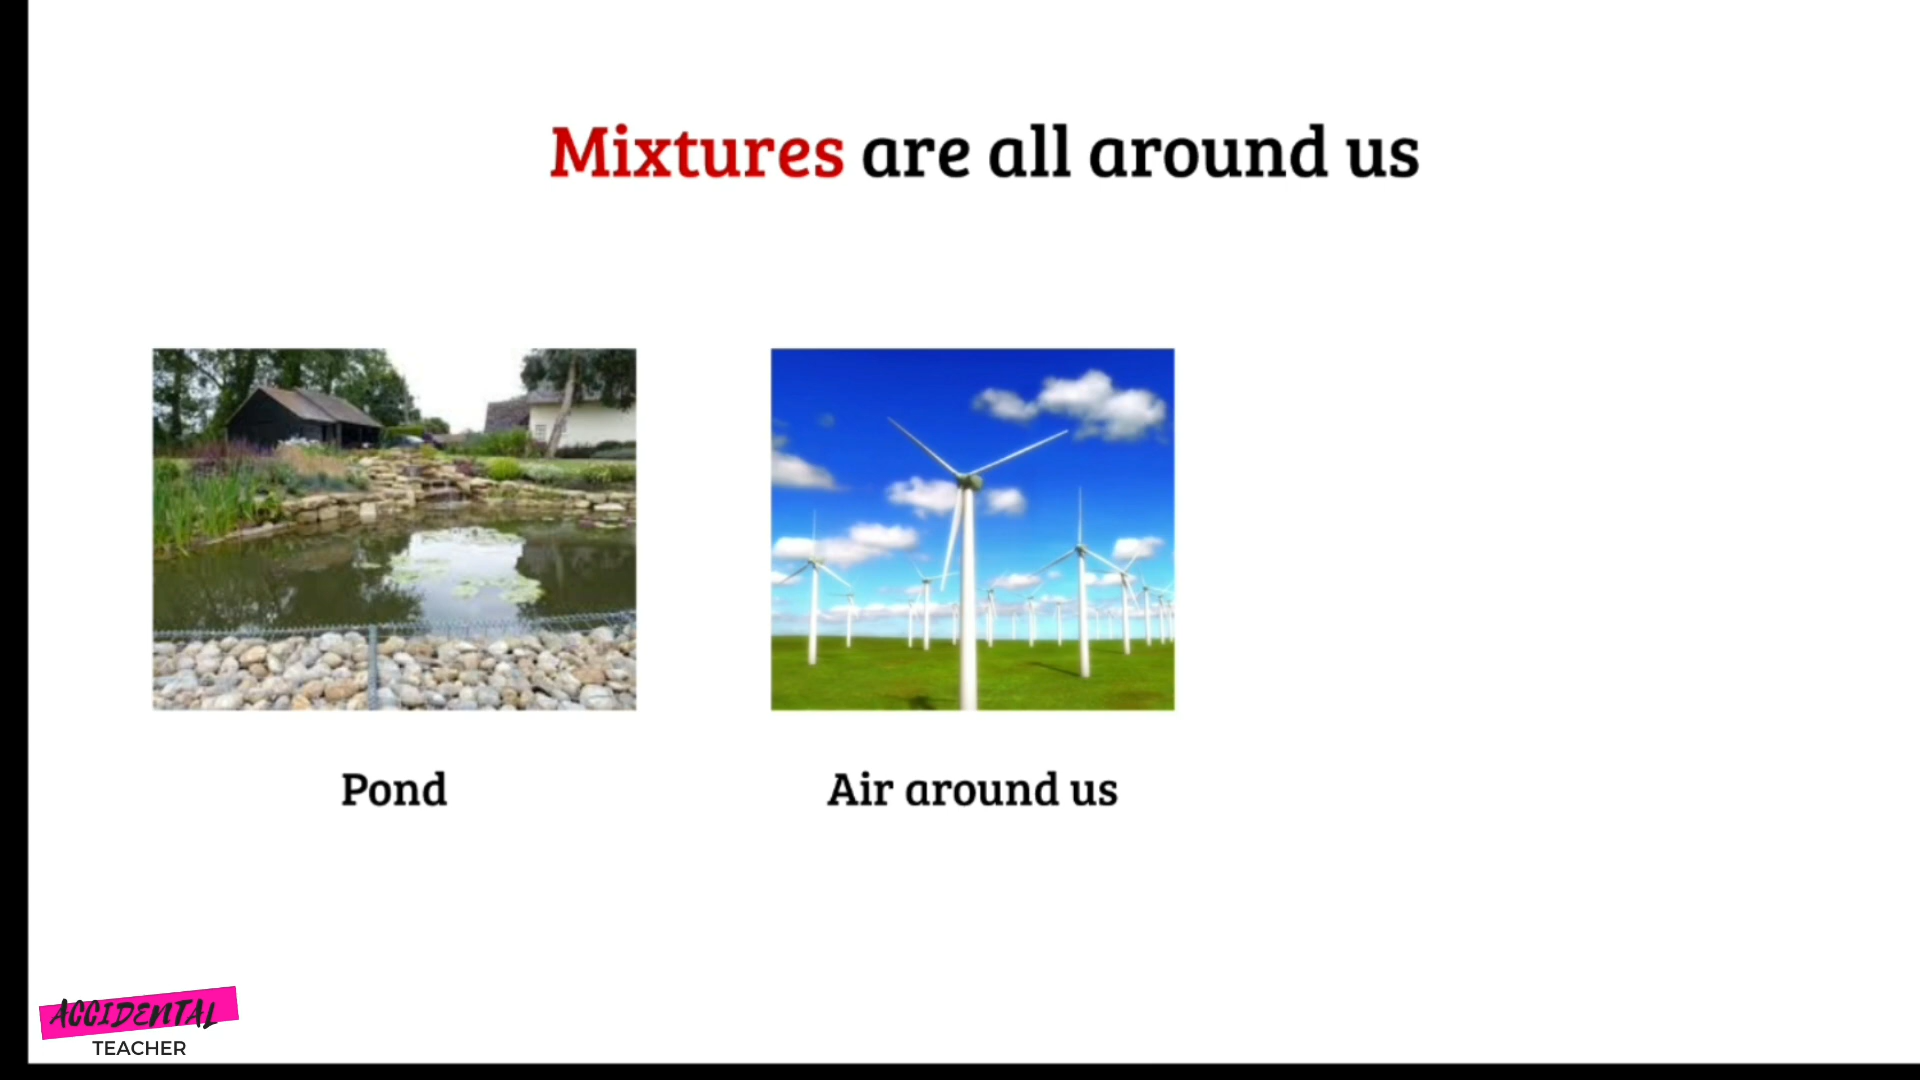 Mixtures are all around us
Pond
Air around us
ACCIDENTAL
TEACHER